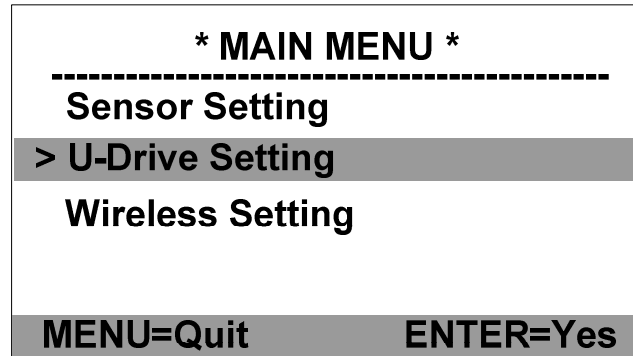 * MAIN MENU *
---------------------------------------------
Sensor Setting
> U-Drive Setting
Wireless Setting
MENU=Quit ENTER=Yes